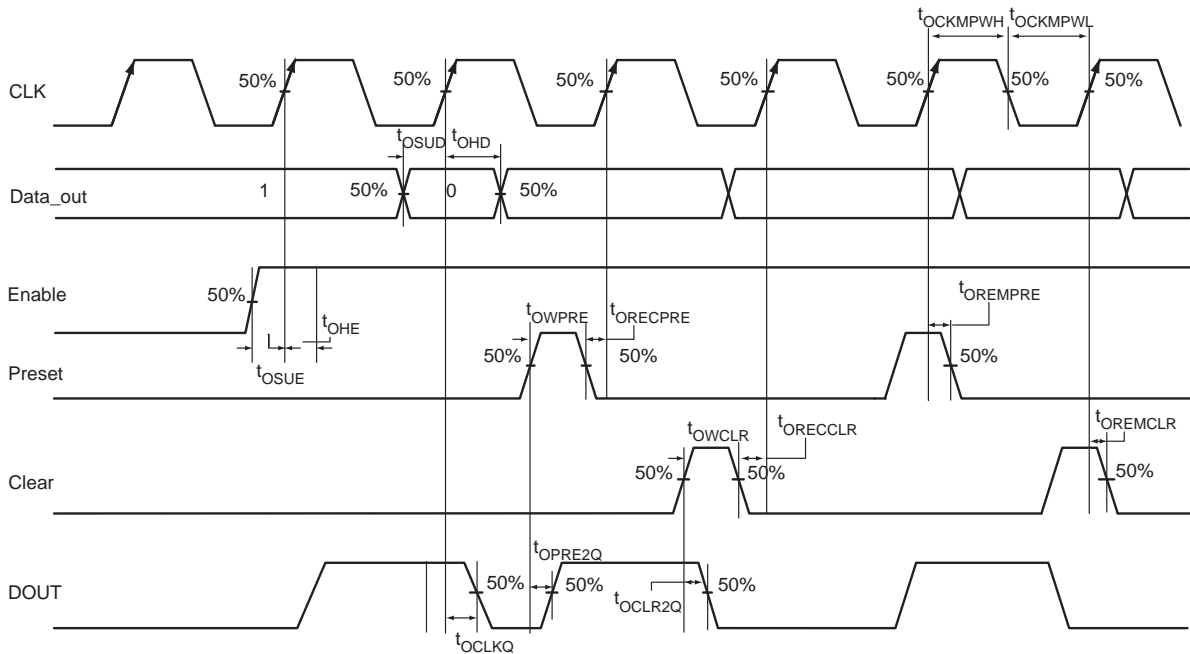 tOCKMPWH tOCKMPWL
CLK 50% 50% 50% 50% 50% 50% 50%
tOSUD tOHD
Data_out 1 50% 0 50%
Enable 50%
tOHE
tOSUE
tOWPRE tORECPRE
tOREMPRE
Preset 50% 50% 50%
tOWCLR tORECCLR
tOREMCLR
Clear 50% 50% 50%
tOPRE2Q
DOUT 50% 50% 50%
tOCLR2Q
tOCLKQ